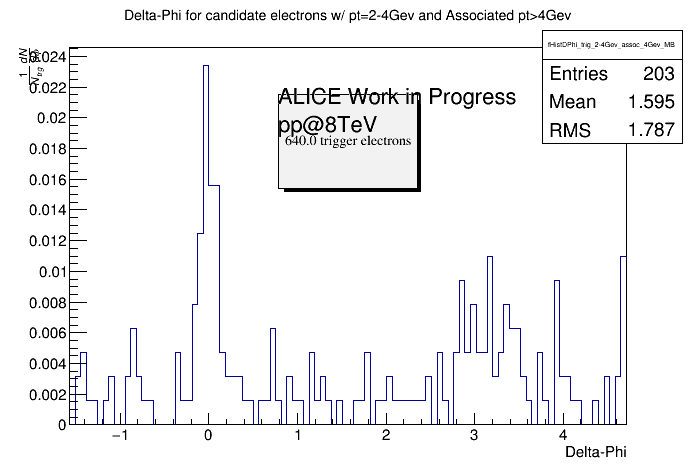 Delta-Phi for candidate electrons w/ pt=2-4Gev and Associated pt>4Gev
fHistDPhi_trig_2-4Gev_assoc_4Gev_MB
Entries 203
Mean 1.595
RMS 1.787
ALICE Work in Progress
pp@8TeV
640.0 trigger electrons
0.024
0.022
0.02
0.018
0.016
0.014
0.012
0.01
0.008
0.006
0.004
0.002
0
−1 0 1 2 3 4
Delta-Phi